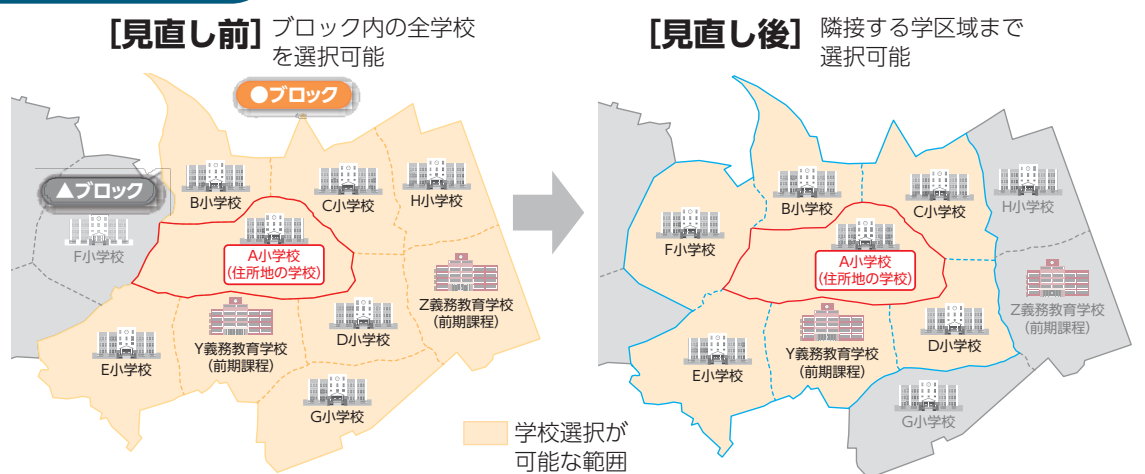 [見直し前]
ブロック内の全学校
を選択可能
●ブロック
▲ブロック
B小学校
C小学校
H小学校
F小学校
A小学校
(住所地の学校)
Z義務教育学校
(前期課程)
E小学校
Y義務教育学校
(前期課程)
D小学校
G小学校
学校選択が
可能な範囲
[見直し後]
隣接する学区域まで
選択可能
B小学校
C小学校
H小学校
F小学校
A小学校
(住所地の学校)
Z義務教育学校
(前期課程)
E小学校
Y義務教育学校
(前期課程)
D小学校
G小学校